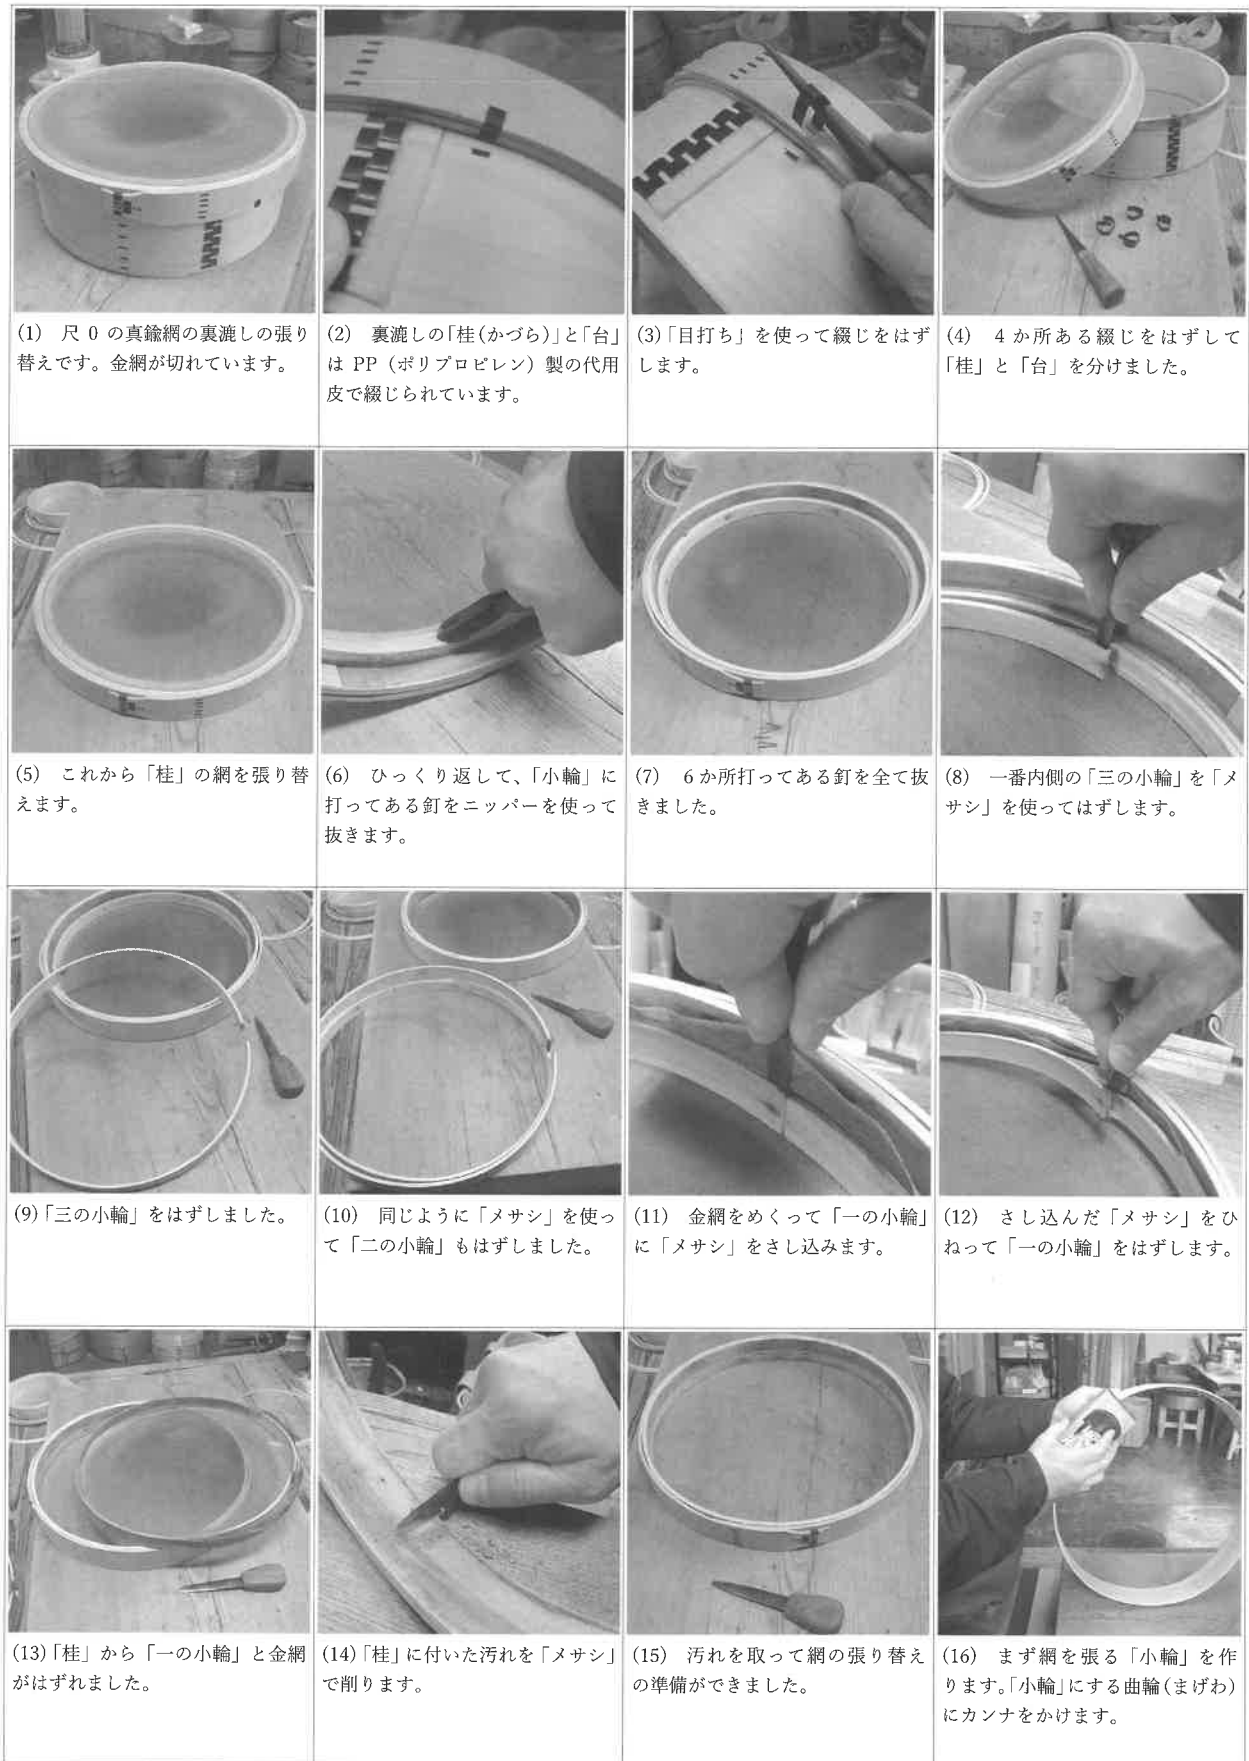 (1) 尺 0 の真鍮網の裏漉しの張り
替えです。金網が切れています。
(2) 裏漉しの「桂(かづら)」と「台」
は PP（ポリプロピレン）製の代用
皮で綴じられています。
(3)「目打ち」を使って綴じをはず
します。
(4) 4 か所ある綴じをはずして
「桂」と「台」を分けました。
(5) これから「桂」の網を張り替
えます。
(6) ひっくり返して、「小輪」に
打ってある釘をニッパーを使って
抜きます。
(7) 6 か所打ってある釘を全て抜
きました。
(8) 一番内側の「三の小輪」を「メ
サシ」を使ってはずします。
(9)「三の小輪」をはずしました。
(10) 同じように「メサシ」を使っ
て「二の小輪」もはずしました。
(11) 金網をめくって「一の小輪」
に「メサシ」をさし込みます。
(12) さし込んだ「メサシ」をひ
ねって「一の小輪」をはずします。
(13)「桂」から「一の小輪」と金網
がはずれました。
(14)「桂」に付いた汚れを「メサシ」
で削ります。
(15) 汚れを取って網の張り替え
の準備ができました。
(16) まず網を張る「小輪」を作
ります。「小輪」にする曲輪(まげわ)
にカンナをかけます。